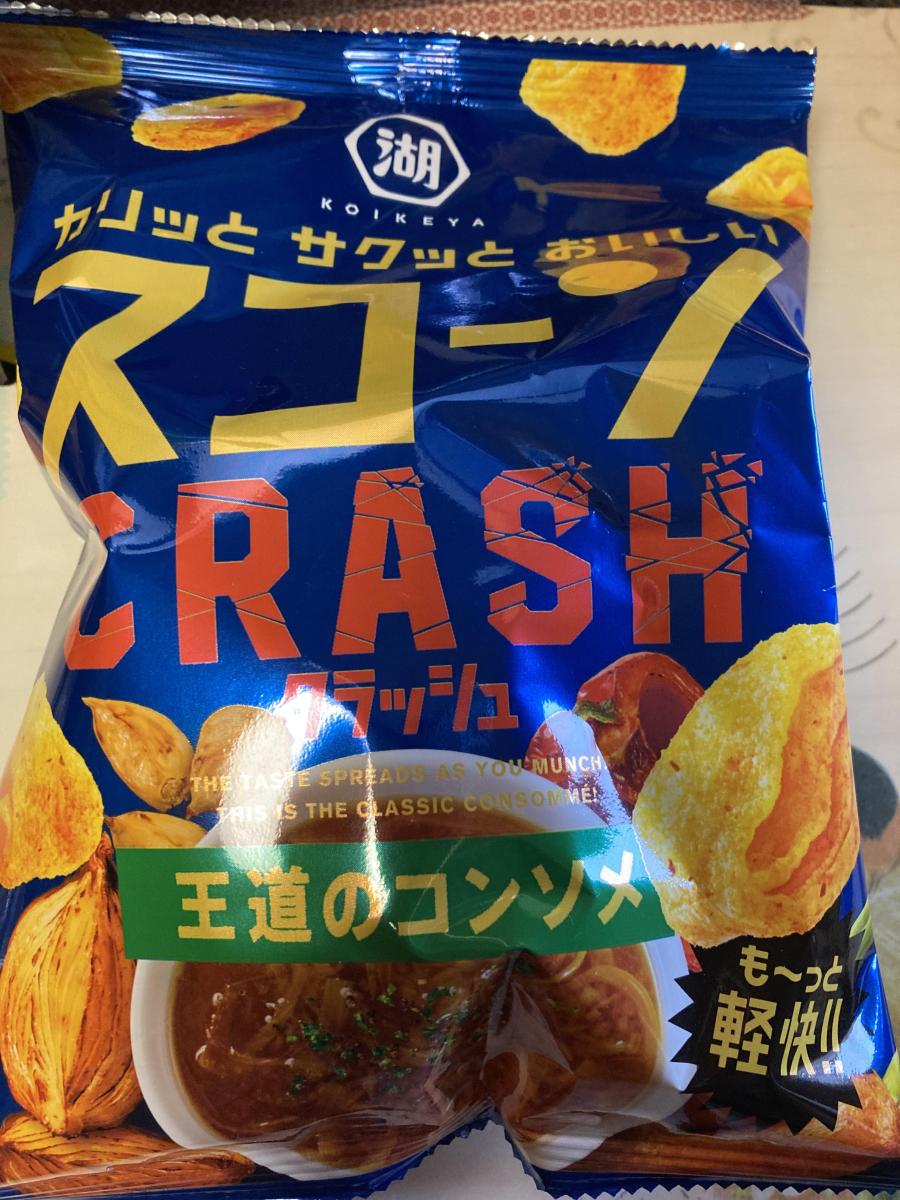 湖
KOIKEYA
カリッと サクッと おいしい
スコーン
CRASH
クラッシュ
THE TASTE SPREADS AS YOU MUNCH.
THIS IS THE CLASSIC CONSOMMÉ!
王道のコンソメ
も〜っと
軽快!!